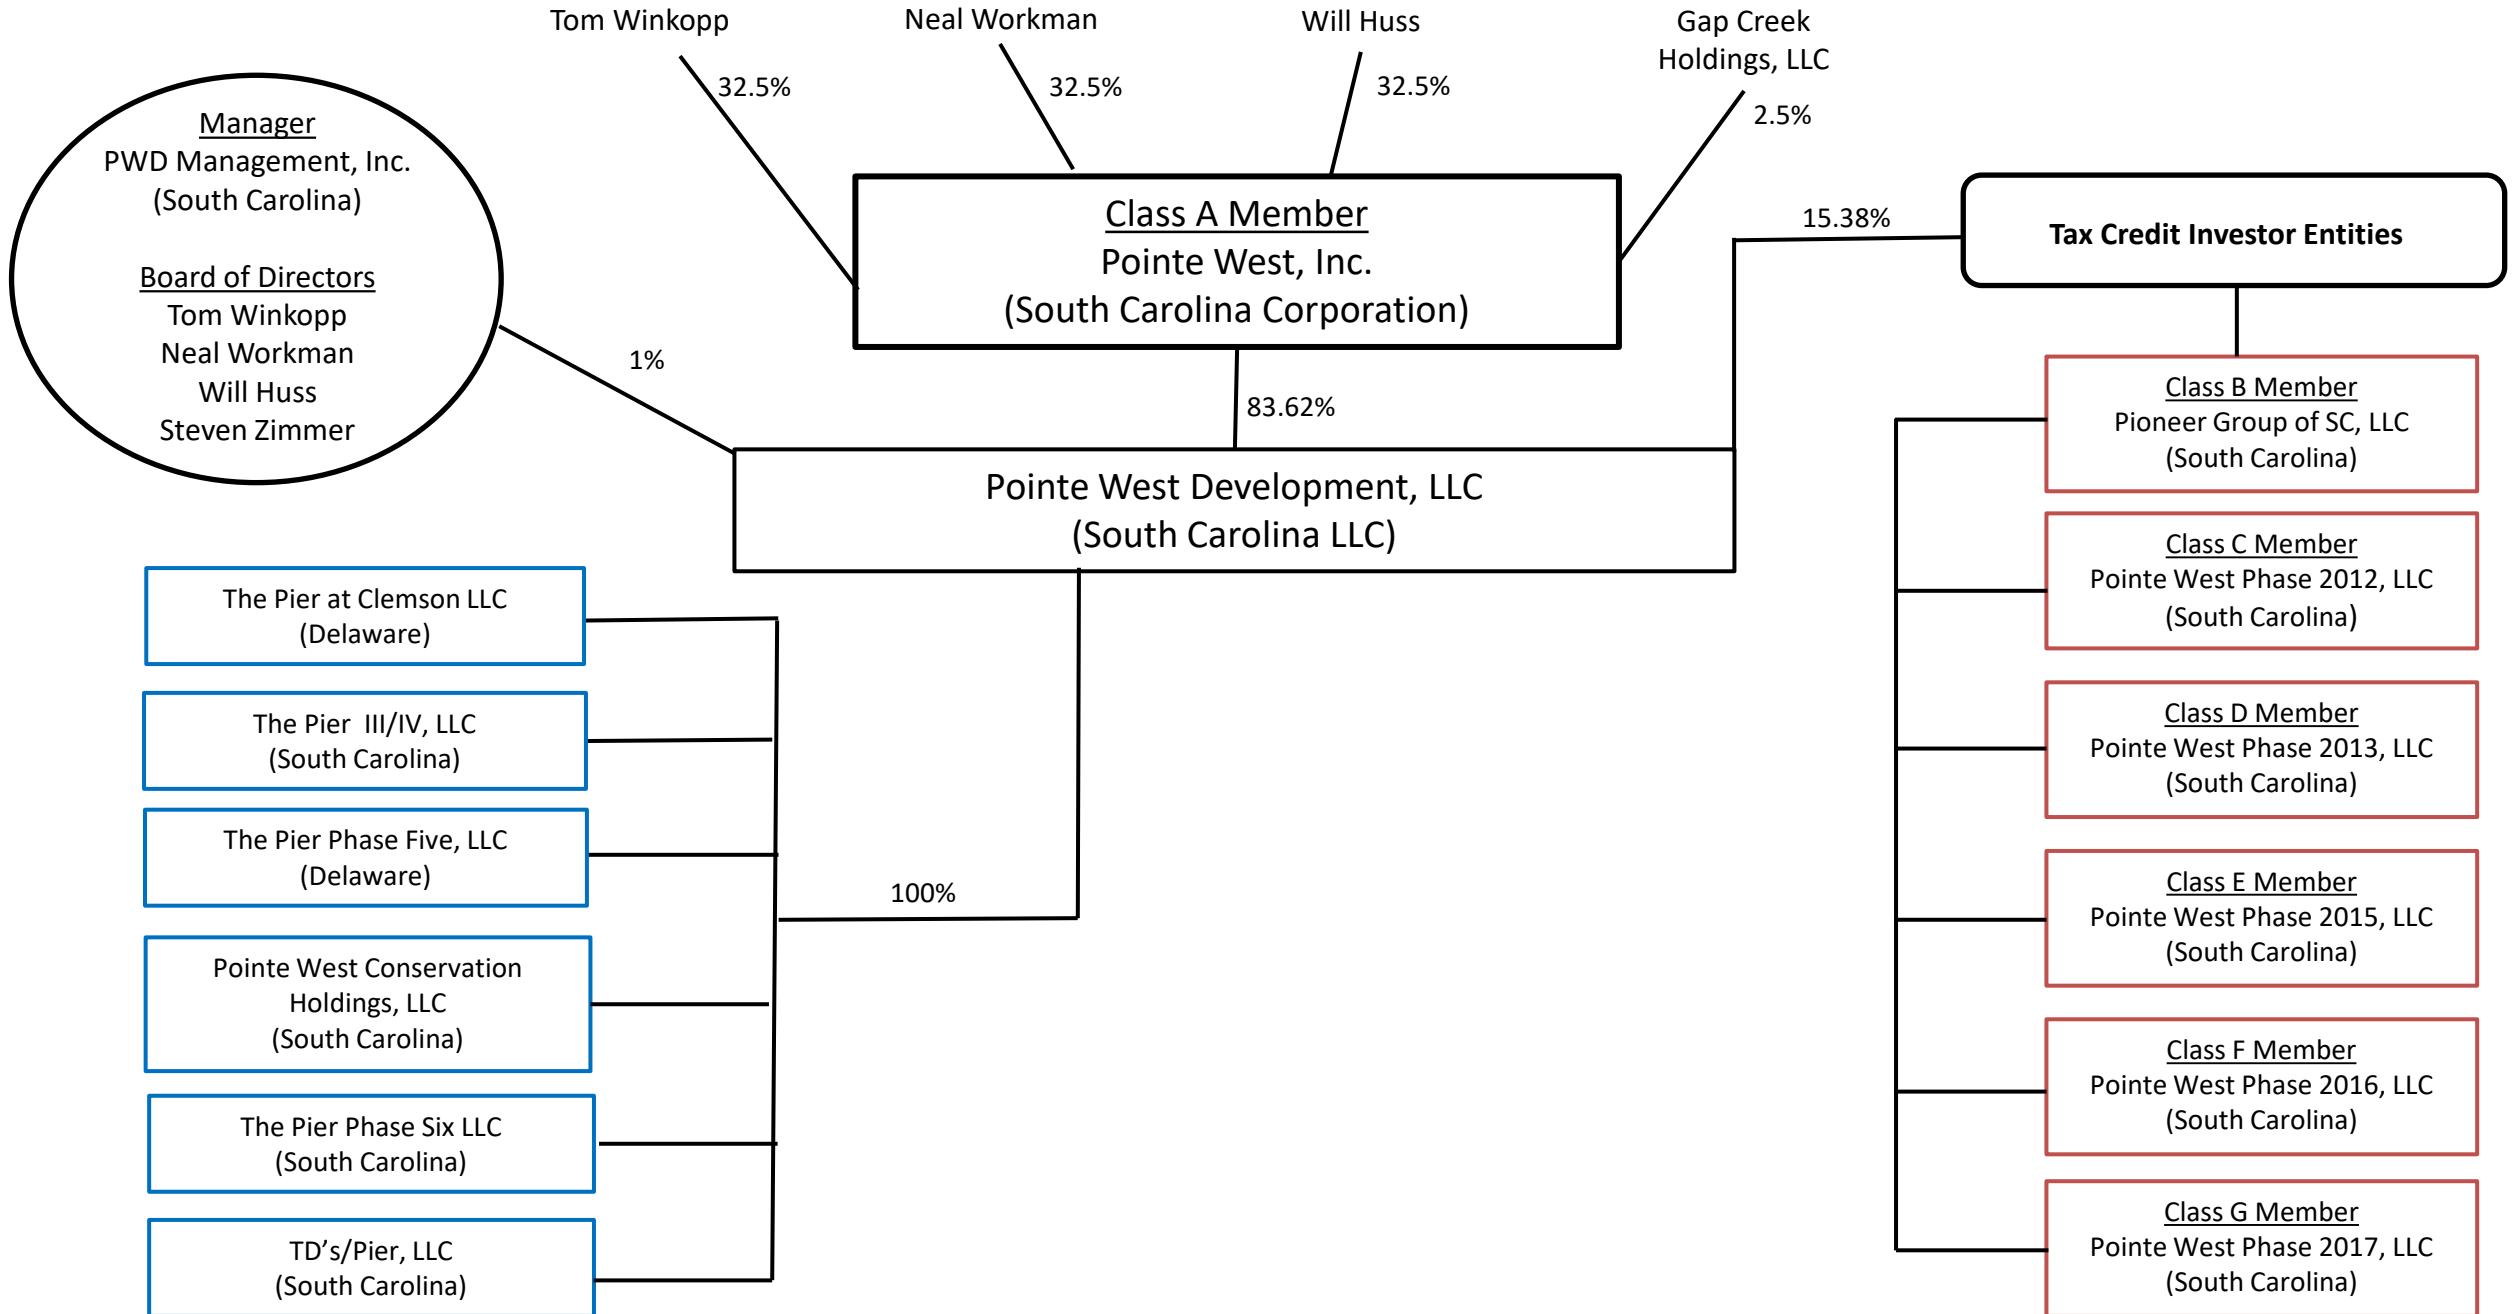 Tom Winkopp
Neal Workman
Will Huss
Gap Creek
Holdings, LLC
32.5%
32.5%
32.5%
2.5%
Manager
PWD Management, Inc.
(South Carolina)
Board of Directors
Tom Winkopp
Neal Workman
Will Huss
Steven Zimmer
1%
Class A Member
Pointe West, Inc.
(South Carolina Corporation)
83.62%
15.38%
Tax Credit Investor Entities
Pointe West Development, LLC
(South Carolina LLC)
100%
The Pier at Clemson LLC
(Delaware)
The Pier  III/IV, LLC
(South Carolina)
The Pier Phase Five, LLC
(Delaware)
Pointe West Conservation
Holdings, LLC
(South Carolina)
The Pier Phase Six LLC
(South Carolina)
TD’s/Pier, LLC
(South Carolina)
Class B Member
Pioneer Group of SC, LLC
(South Carolina)
Class C Member
Pointe West Phase 2012, LLC
(South Carolina)
Class D Member
Pointe West Phase 2013, LLC
(South Carolina)
Class E Member
Pointe West Phase 2015, LLC
(South Carolina)
Class F Member
Pointe West Phase 2016, LLC
(South Carolina)
Class G Member
Pointe West Phase 2017, LLC
(South Carolina)